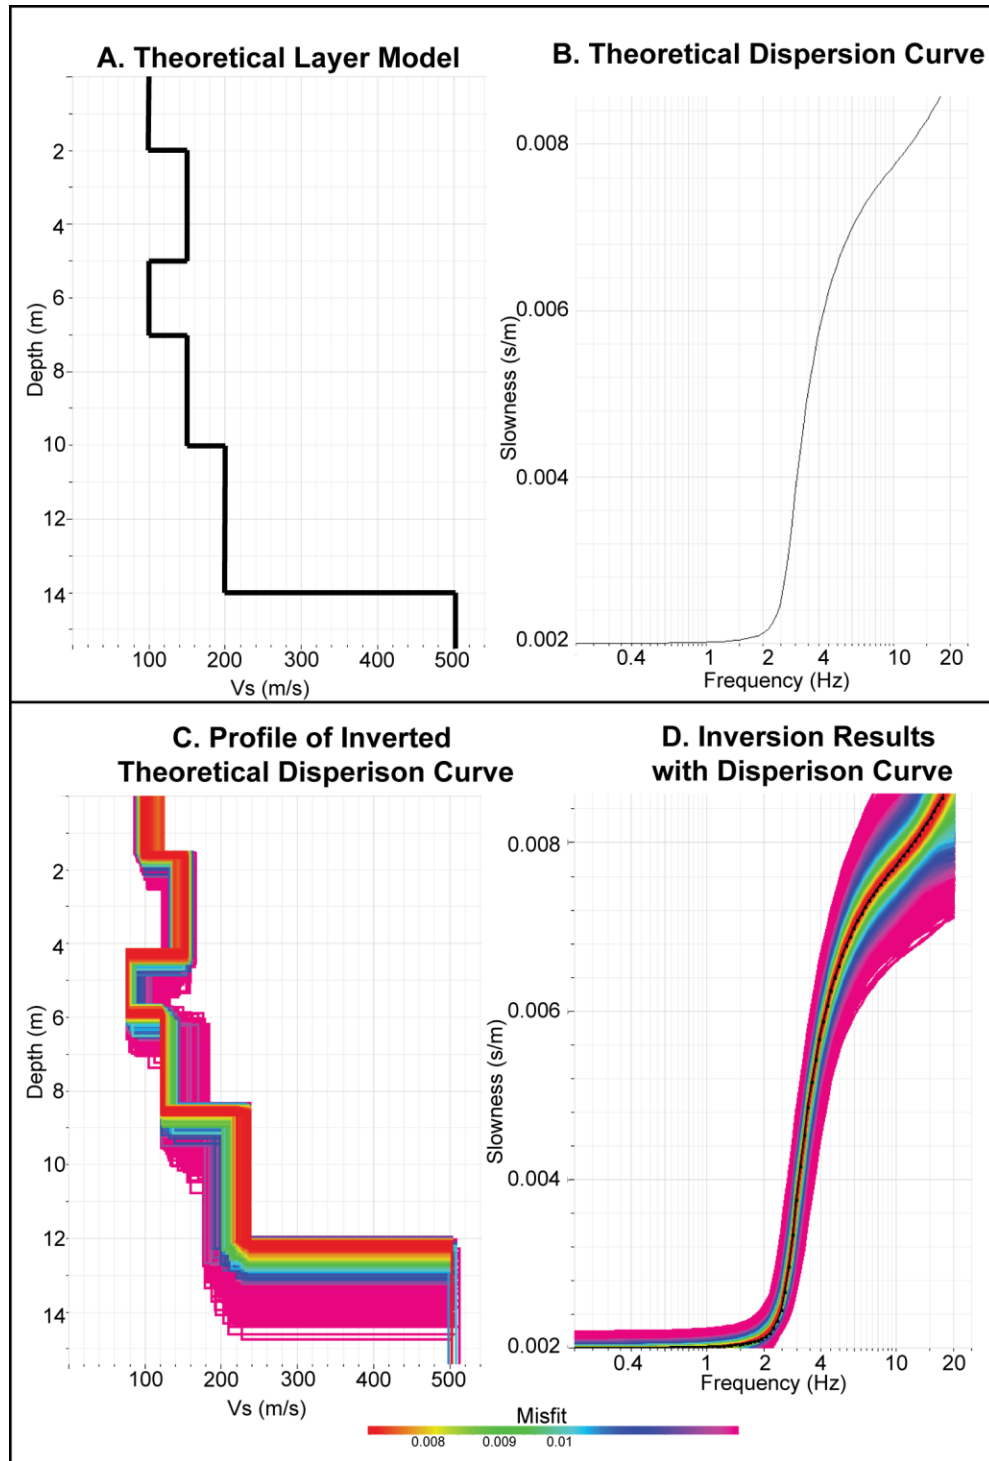 A. Theoretical Layer Model
2
4
6
8
10
12
14
Depth (m)
100 200 300 400 500
Vs (m/s)
B. Theoretical Dispersion Curve
0.008
0.006
0.004
0.002
Slowness (s/m)
0.4 1 2 4 10 20
Frequency (Hz)
C. Profile of Inverted
Theoretical Disperison Curve
2
4
6
8
10
12
14
Depth (m)
100 200 300 400 500
Vs (m/s)
D. Inversion Results
with Disperison Curve
0.008
0.006
0.004
0.002
Slowness (s/m)
0.4 1 2 4 10 20
Frequency (Hz)
Misfit
0.008 0.009 0.01